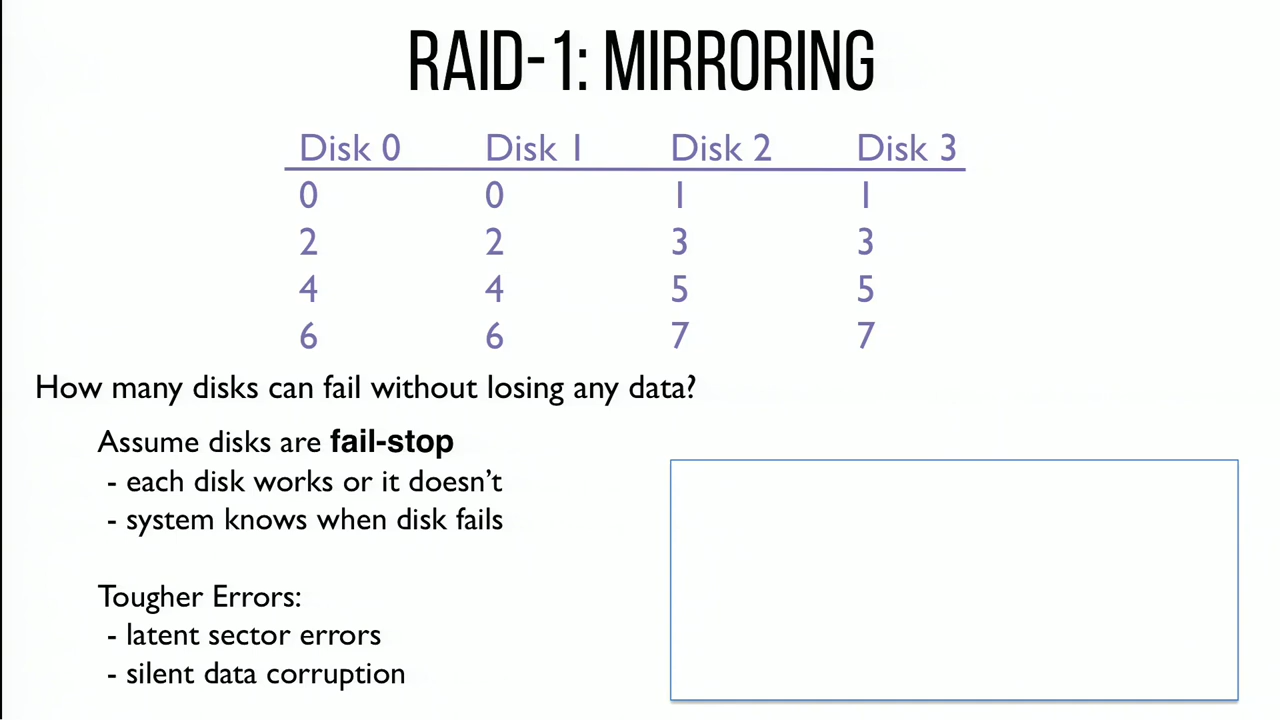 RAID-1: MIRRORING
Disk 0 Disk 1 Disk 2 Disk 3
0 0 1 1
2 2 3 3
4 4 5 5
6 6 7 7
How many disks can fail without losing any data?
Assume disks are fail-stop
- each disk works or it doesn’t
- system knows when disk fails
Tougher Errors:
- latent sector errors
- silent data corruption